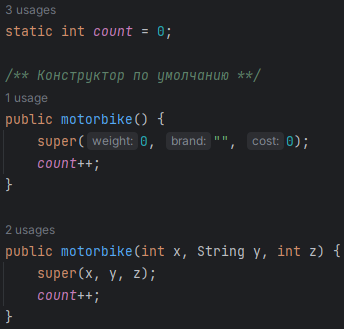 3 usages
static int count = 0;
/** Конструктор по умолчанию **/
1 usage
public motorbike() {
super( weight: 0, brand: "", cost: 0);
count++;
}
2 usages
public motorbike(int x, String y, int z) {
super(x, y, z);
count++;
}